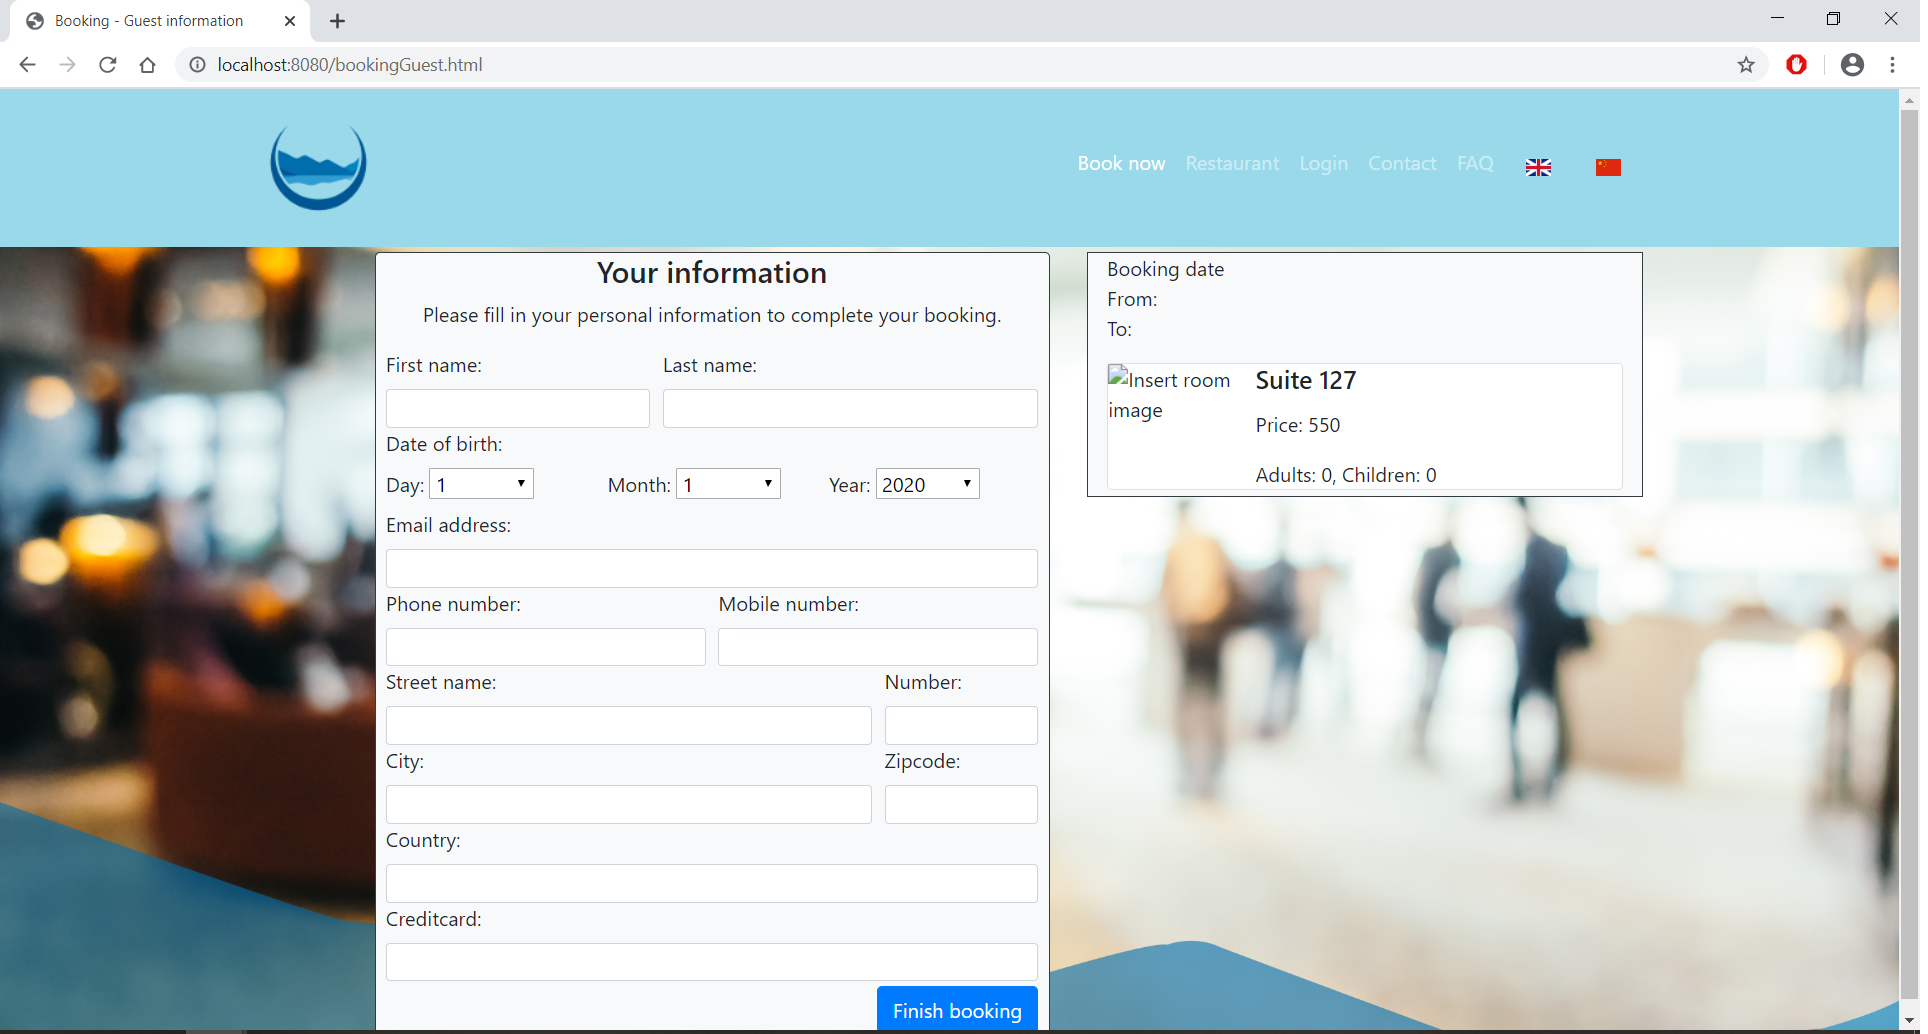 Booking - Guest information
localhost:8080/bookingGuest.html
Book now Restaurant Login Contact FAQ
Your information
Please fill in your personal information to complete your booking.
First name: Last name:
Date of birth:
Day: 1 Month: 1 Year: 2020
Email address:
Phone number: Mobile number:
Street name: Number:
City: Zipcode:
Country:
Creditcard:
Finish booking
Booking date
From:
To:
Insert room
image
Suite 127
Price: 550
Adults: 0, Children: 0